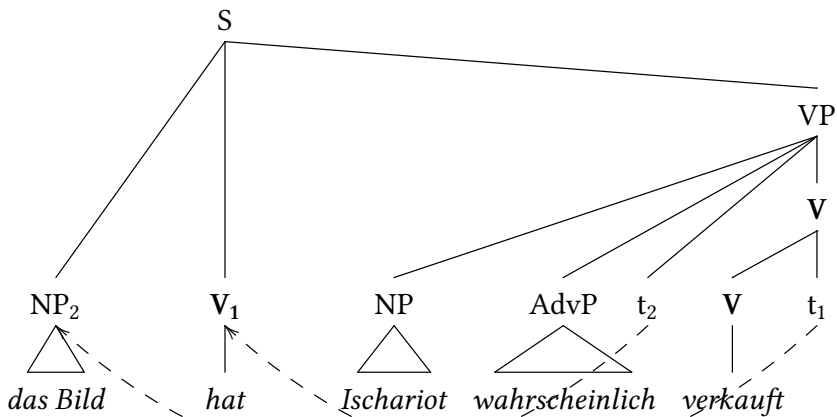 S
VP
V
NP₂ V₁ NP AdvP t₂ V t₁
das Bild hat Ischariot wahrscheinlich verkauft